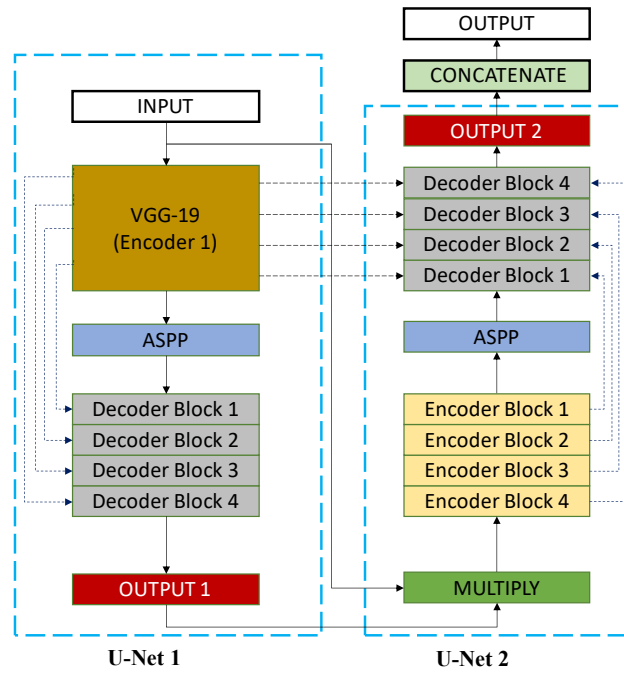 INPUT
VGG-19
(Encoder 1)
ASPP
Decoder Block 1
Decoder Block 2
Decoder Block 3
Decoder Block 4
OUTPUT 1
U-Net 1
OUTPUT
CONCATENATE
OUTPUT 2
Decoder Block 4
Decoder Block 3
Decoder Block 2
Decoder Block 1
ASPP
Encoder Block 1
Encoder Block 2
Encoder Block 3
Encoder Block 4
MULTIPLY
U-Net 2